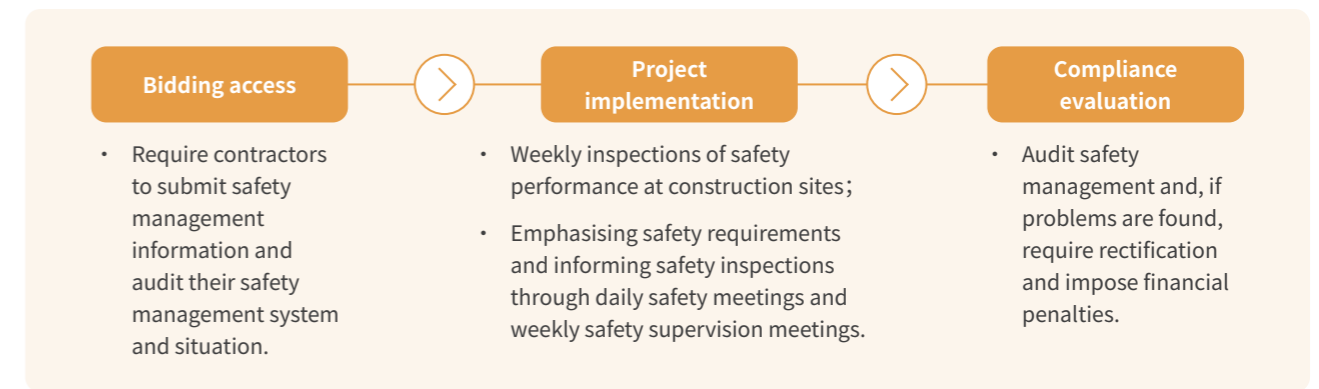 Bidding access
・ Require contractors
to submit safety
management
information and
audit their safety
management system
and situation.
Project
implementation
・ Weekly inspections of safety
performance at construction sites；
・ Emphasising safety requirements
and informing safety inspections
through daily safety meetings and
weekly safety supervision meetings.
Compliance
evaluation
・ Audit safety
management and, if
problems are found,
require rectification
and impose financial
penalties.